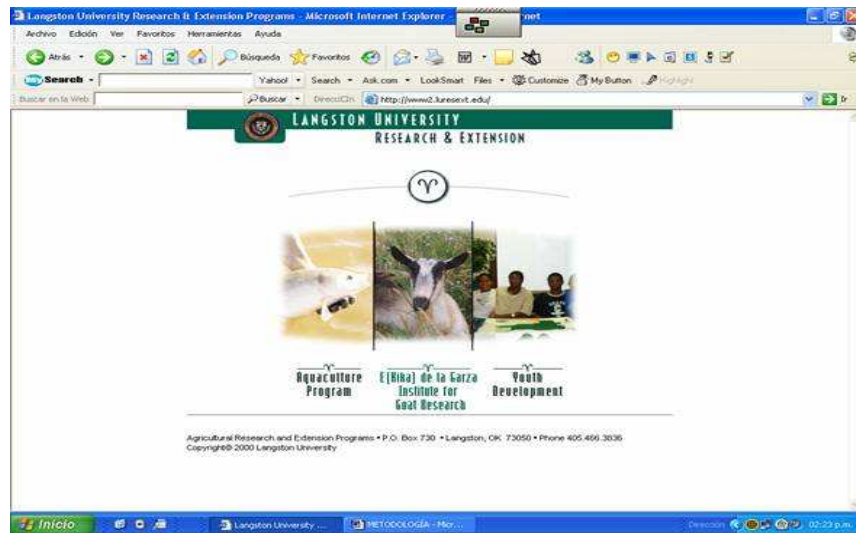 Langston University Research & Extension Programs - Microsoft Internet Explorer - net
Archivo Edición Ver Favoritos Herramientas Ayuda
Atrás Búsqueda Favoritos
Search Yahoo! Search Ask.com LookSmart Files Customize My Button Highlight
Buscar en la Web Buscar http://www2.luresext.edu/ Ir
LANGSTON UNIVERSITY
RESEARCH & EXTENSION
Aquaculture
Program
E (Kika) de la Garza
Institute for
Goat Research
Youth
Development
Agricultural Research and Extension Programs • P.O. Box 730 • Langston, OK 73050 • Phone 405.466.3836
Copyright© 2000 Langston University
Inicio Langston University ... METODOLOGÍA - Micr... Dirección 02:23 p.m.